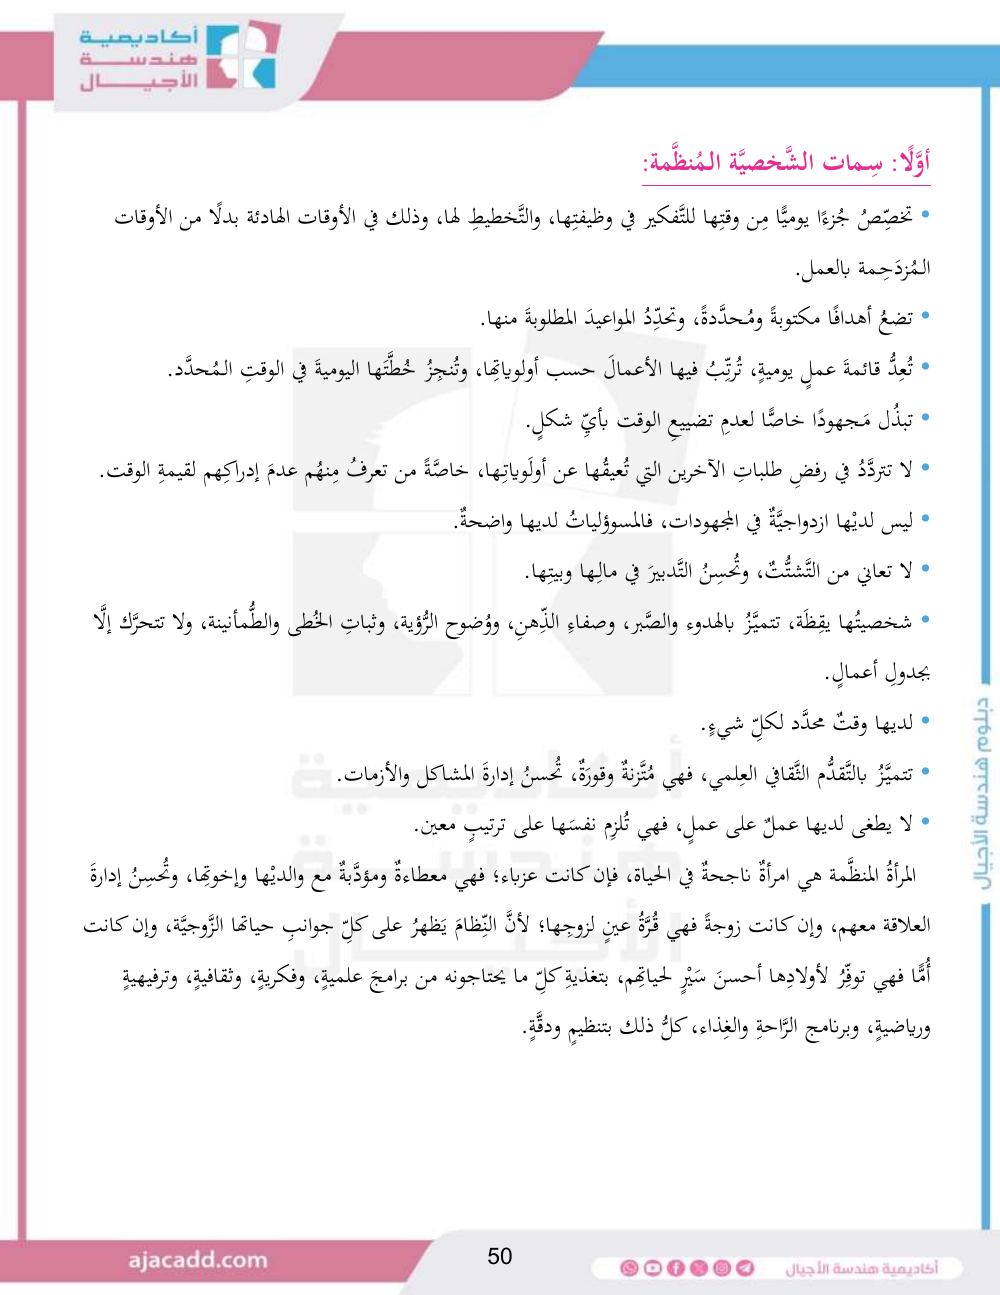 أكاديمية
هندسة
الأجيال
أوَّلًا: سِمات الشَّخصيَّة المُنظَّمة:
• تخصِّصُ جُزءًا يوميًّا مِن وقتِها للتَّفكير في وظيفتِها، والتَّخطيطِ لها، وذلك في الأوقات الهادئة بدلًا من الأوقات
المُزدَحِمة بالعمل.
• تضعُ أهدافًا مكتوبةً ومُحدَّدةً، وتحدِّدُ المواعيدَ المطلوبةَ منها.
• تُعِدُّ قائمةَ عملٍ يوميةٍ، تُرتِّبُ فيها الأعمالَ حسب أولوياتِها، وتُنجِزُ خُطَّتَها اليوميةَ في الوقتِ المُحدَّد.
• تبذُل مَجهودًا خاصًّا لعدمِ تضييعِ الوقت بأيِّ شكلٍ.
• لا تتردَّدُ في رفضِ طلباتِ الآخرين التي تُعيقُها عن أولَوياتِها، خاصَّةً من تعرفُ مِنهُم عدمَ إدراكِهم لقيمةِ الوقت.
• ليس لديْها ازدواجيَّةٌ في المجهودات، فالمسؤولياتُ لديها واضحةٌ.
• لا تعاني من التَّشتُّتٌ، وتُحسِنُ التَّدبيرَ في مالِها وبيتِها.
• شخصيتُها يقِظَة، تتميَّزُ بالهدوء والصَّبر، وصفاءِ الذِّهنِ، ووُضوح الرُّؤية، وثباتِ الخُطى والطُّمأنينة، ولا تتحرَّك إلَّا
بجدولِ أعمالٍ.
• لديها وقتٌ محدَّد لكلِّ شيءٍ.
• تتميَّزُ بالتَّقدُّم الثَّقافي العِلمي، فهي مُتَّزنةٌ وقورَةٌ، تُحسنُ إدارةَ المشاكل والأزمات.
• لا يطغى لديها عملٌ على عملٍ، فهي تُلزِم نفسَها على ترتيبٍ معين.
المرأةُ المنظَّمة هي امرأةٌ ناجحةٌ في الحياة، فإن كانت عزباء؛ فهي معطاءةٌ ومؤدَّبةٌ مع والديْها وإخوتِها، وتُحسِنُ إدارةَ
العلاقة معهم، وإن كانت زوجةً فهي قُرَّةُ عينٍ لزوجِها؛ لأنَّ النِّظامَ يَظهرُ على كلِّ جوانبِ حياتها الزَّوجيَّة، وإن كانت
أُمًّا فهي توفِّرُ لأولادِها أحسنَ سَيْرٍ لحياتِهم، بتغذيةِ كلِّ ما يحتاجونه من برامجَ علميةٍ، وفكريةٍ، وثقافيةٍ، وترفيهيةٍ
ورياضيةٍ، وبرنامج الرَّاحةِ والغِذاء، كلُّ ذلك بتنظيمٍ ودقَّةٍ.
أكاديمية
هندسة
الأجيال
دبلوم هندسة الأجيال
أكاديمية هندسة الأجيال
50
ajacadd.com